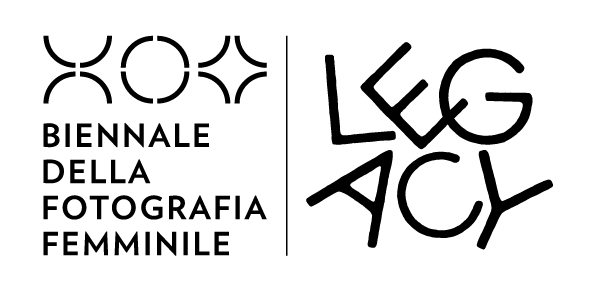 BIENNALE
DELLA
FOTOGRAFIA
FEMMINILE
LEG
ACY